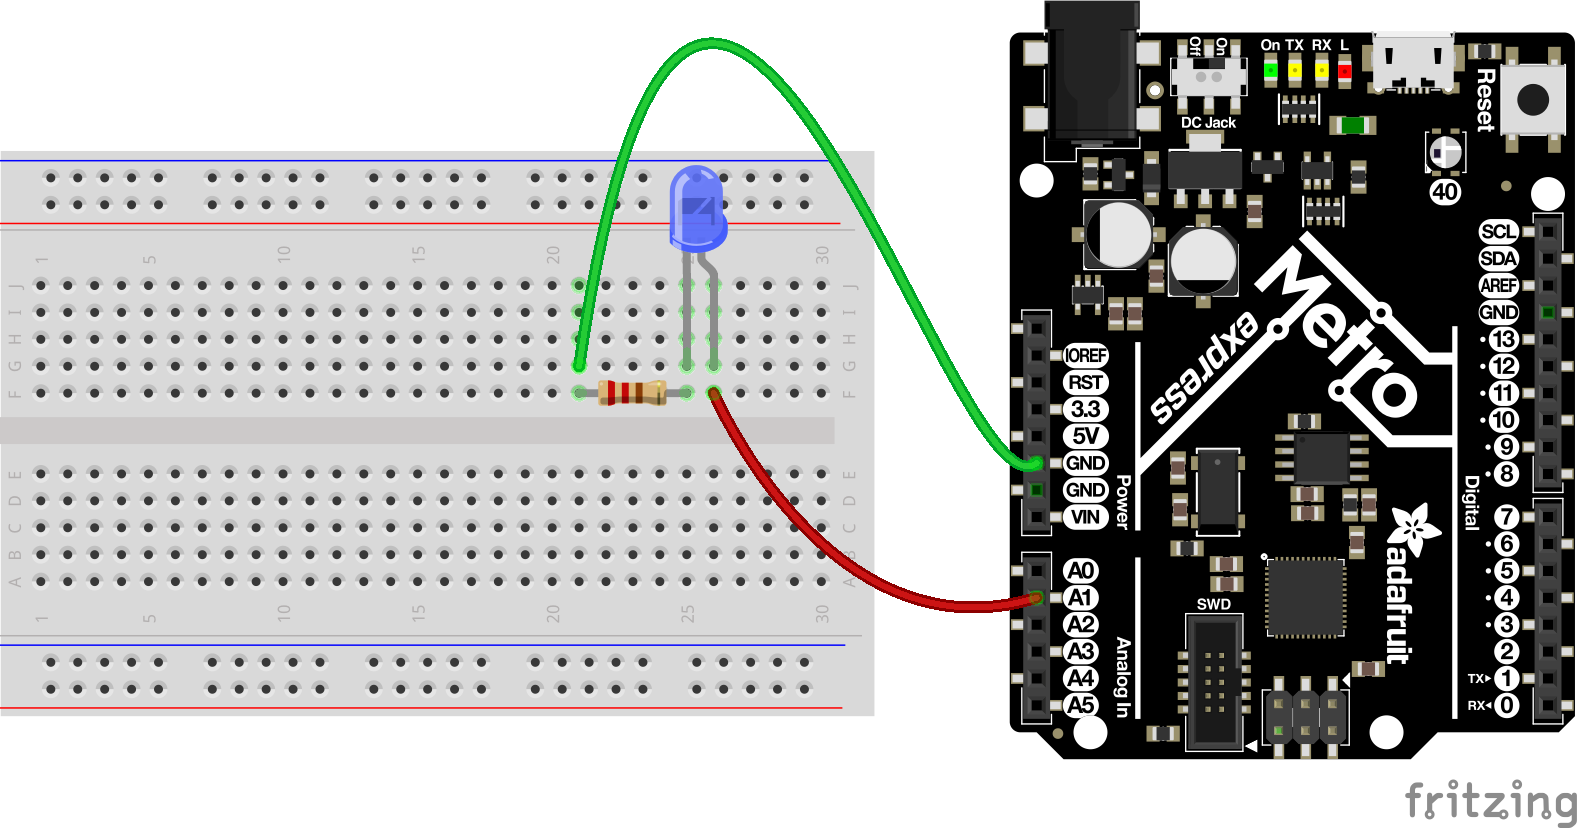 Off
On
On TX RX L
DC Jack
Reset
40
1 5 10 15 20 25 30
J J
I I
H H
G G
F F
E E
D D
C C
B B
A A
1 5 10 15 20 25 30
IOREF
RST
3.3
5V
GND
GND
VIN
Power
A0
A1
A2
A3
A4
A5
Analog In
Metro
express
SWD
adafruit
SCL
SDA
AREF
GND
13
12
11
10
9
8
Digital
7
6
5
4
3
2
TX 1
RX 0
fritzing